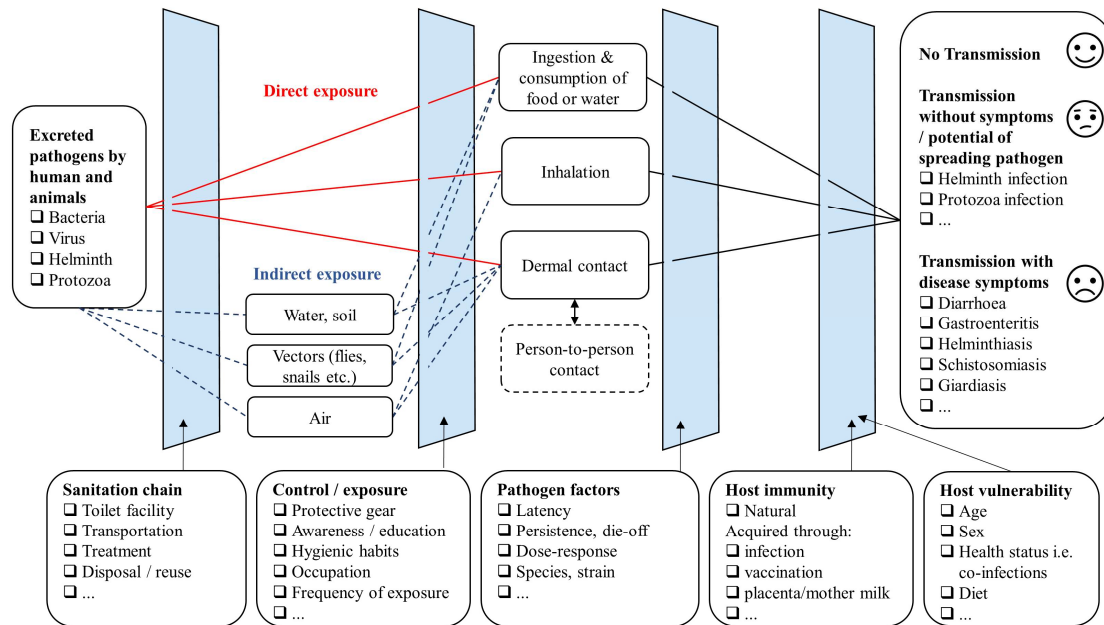 Excreted
pathogens by
human and
animals
❑ Bacteria
❑ Virus
❑ Helminth
❑ Protozoa
Direct exposure
Indirect exposure
Water, soil
Vectors (flies,
snails etc.)
Air
Ingestion &
consumption of
food or water
Inhalation
Dermal contact
Person-to-person
contact
No Transmission
Transmission
without symptoms
/ potential of
spreading pathogen
❑ Helminth infection
❑ Protozoa infection
❑ ...
Transmission with
disease symptoms
❑ Diarrhoea
❑ Gastroenteritis
❑ Helminthiasis
❑ Schistosomiasis
❑ Giardiasis
❑ ...
Sanitation chain
❑ Toilet facility
❑ Transportation
❑ Treatment
❑ Disposal / reuse
❑ ...
Control / exposure
❑ Protective gear
❑ Awareness / education
❑ Hygienic habits
❑ Occupation
❑ Frequency of exposure
❑ ...
Pathogen factors
❑ Latency
❑ Persistence, die-off
❑ Dose-response
❑ Species, strain
❑ ...
Host immunity
❑ Natural
Acquired through:
❑ infection
❑ vaccination
❑ placenta/mother milk
❑ ...
Host vulnerability
❑ Age
❑ Sex
❑ Health status i.e.
co-infections
❑ Diet
❑ ...